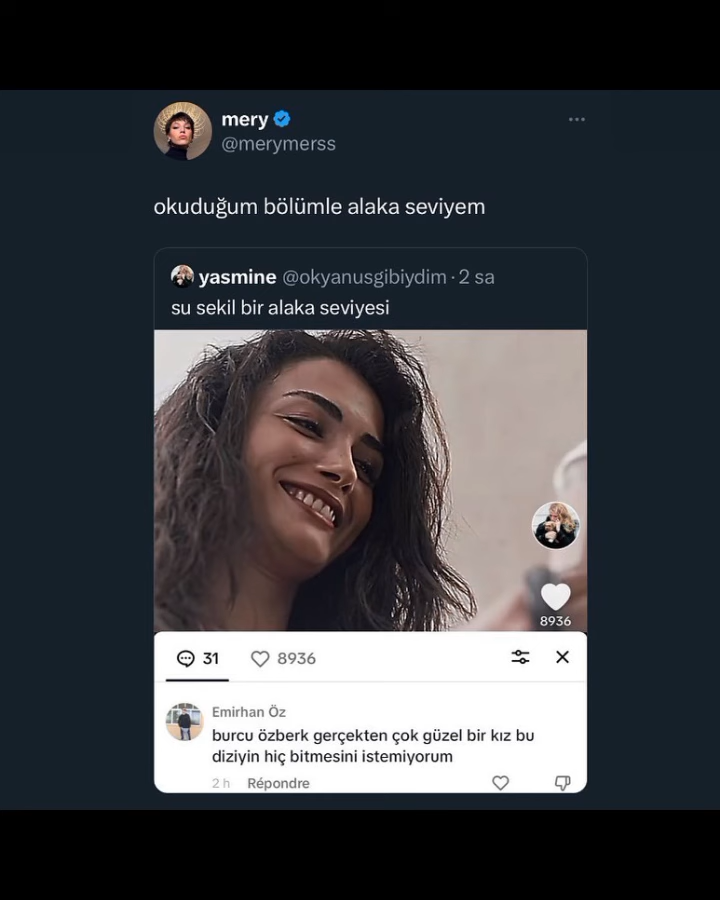 mery
@merymerss
okuduğum bölümle alaka seviyem
yasmine @okyanusgibiydim · 2 sa
su sekil bir alaka seviyesi
8936
31 8936
Emirhan Öz
burcu özberk gerçekten çok güzel bir kız bu
diziyin hiç bitmesini istemiyorum
2 h Répondre